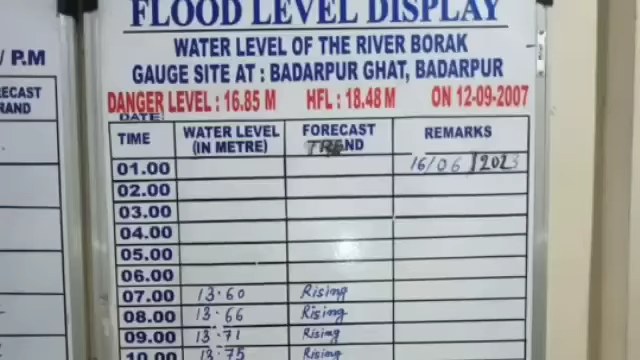 FLOOD LEVEL DISPLAY
WATER LEVEL OF THE RIVER BORAK
GAUGE SITE AT : BADARPUR GHAT, BADARPUR
DANGER LEVEL : 16.85 M HFL : 18.48 M ON 12-09-2007
DATE
TIME WATER LEVEL (IN METRE) FORECAST TREND REMARKS
01.00 16/06/2023
02.00
03.00
04.00
05.00
06.00
07.00 13.60 Rising
08.00 13.66 Rising
09.00 13.71 Rising
10.00 13.75 Rising
/ P.M